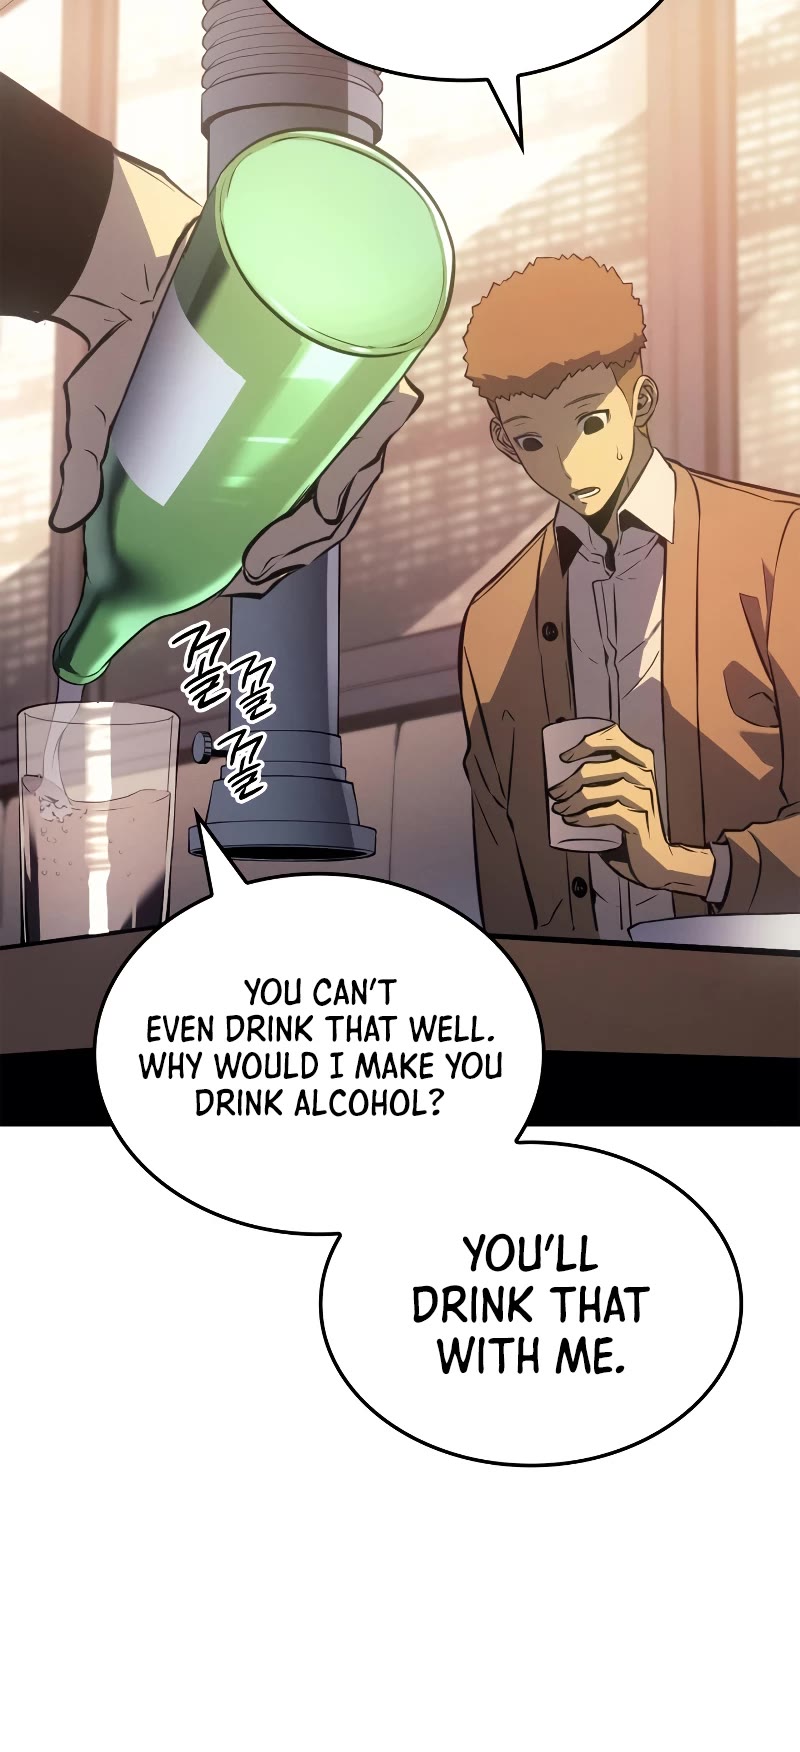 꼴
꼴
꼴
YOU CAN'T
EVEN DRINK THAT WELL.
WHY WOULD I MAKE YOU
DRINK ALCOHOL?
YOU'LL
DRINK THAT
WITH ME.